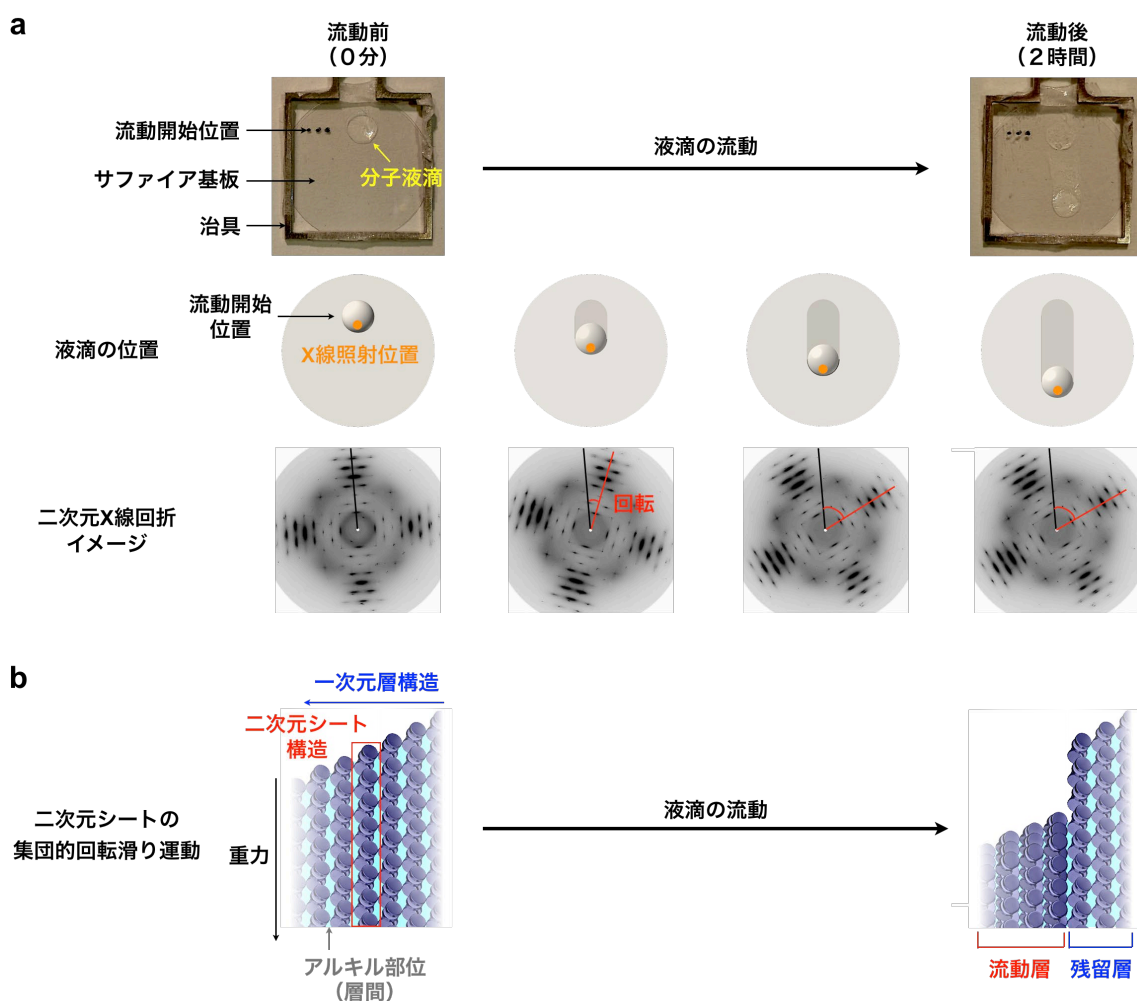 a
流動前
（０分）
流動後
（２時間）
流動開始位置
サファイア基板
治具
分子液滴
液滴の流動
流動開始
位置
液滴の位置
X線照射位置
二次元X線回折
イメージ
回転
b
一次元層構造
二次元シート
構造
二次元シートの
集団的回転滑り運動
重力
液滴の流動
アルキル部位
（層間）
流動層
残留層